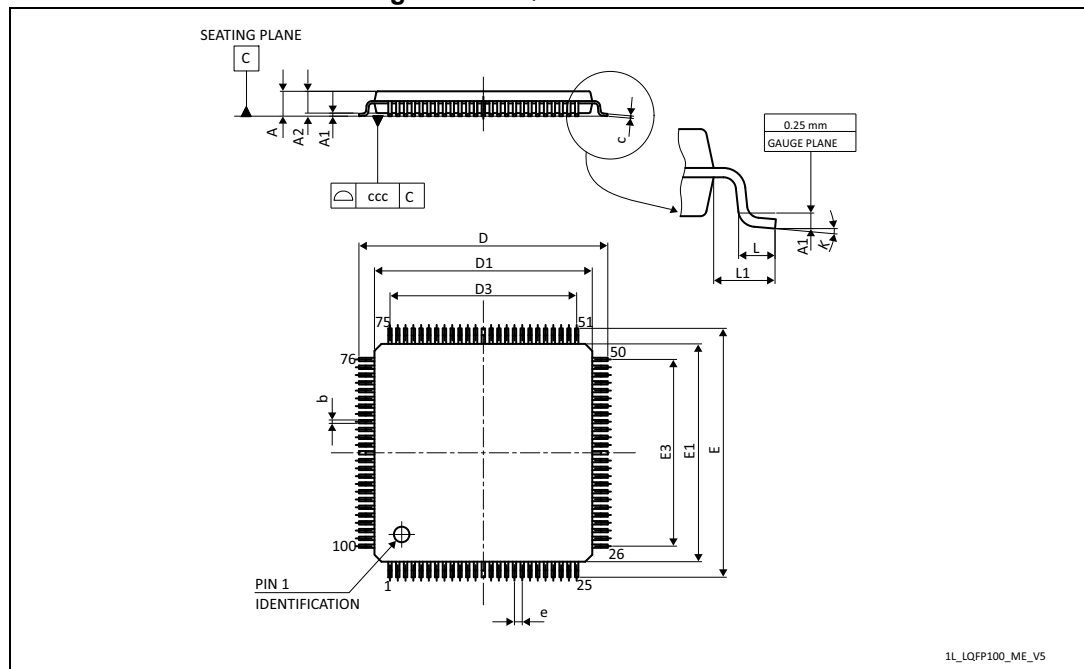 SEATING PLANE
C
A
A2
A1
c
ccc C
0.25 mm
GAUGE PLANE
A1
K
L
L1
D
D1
D3
75
51
76
50
b
E3
E1
E
100
26
PIN 1
IDENTIFICATION
1
25
e
1L_LQFP100_ME_V5